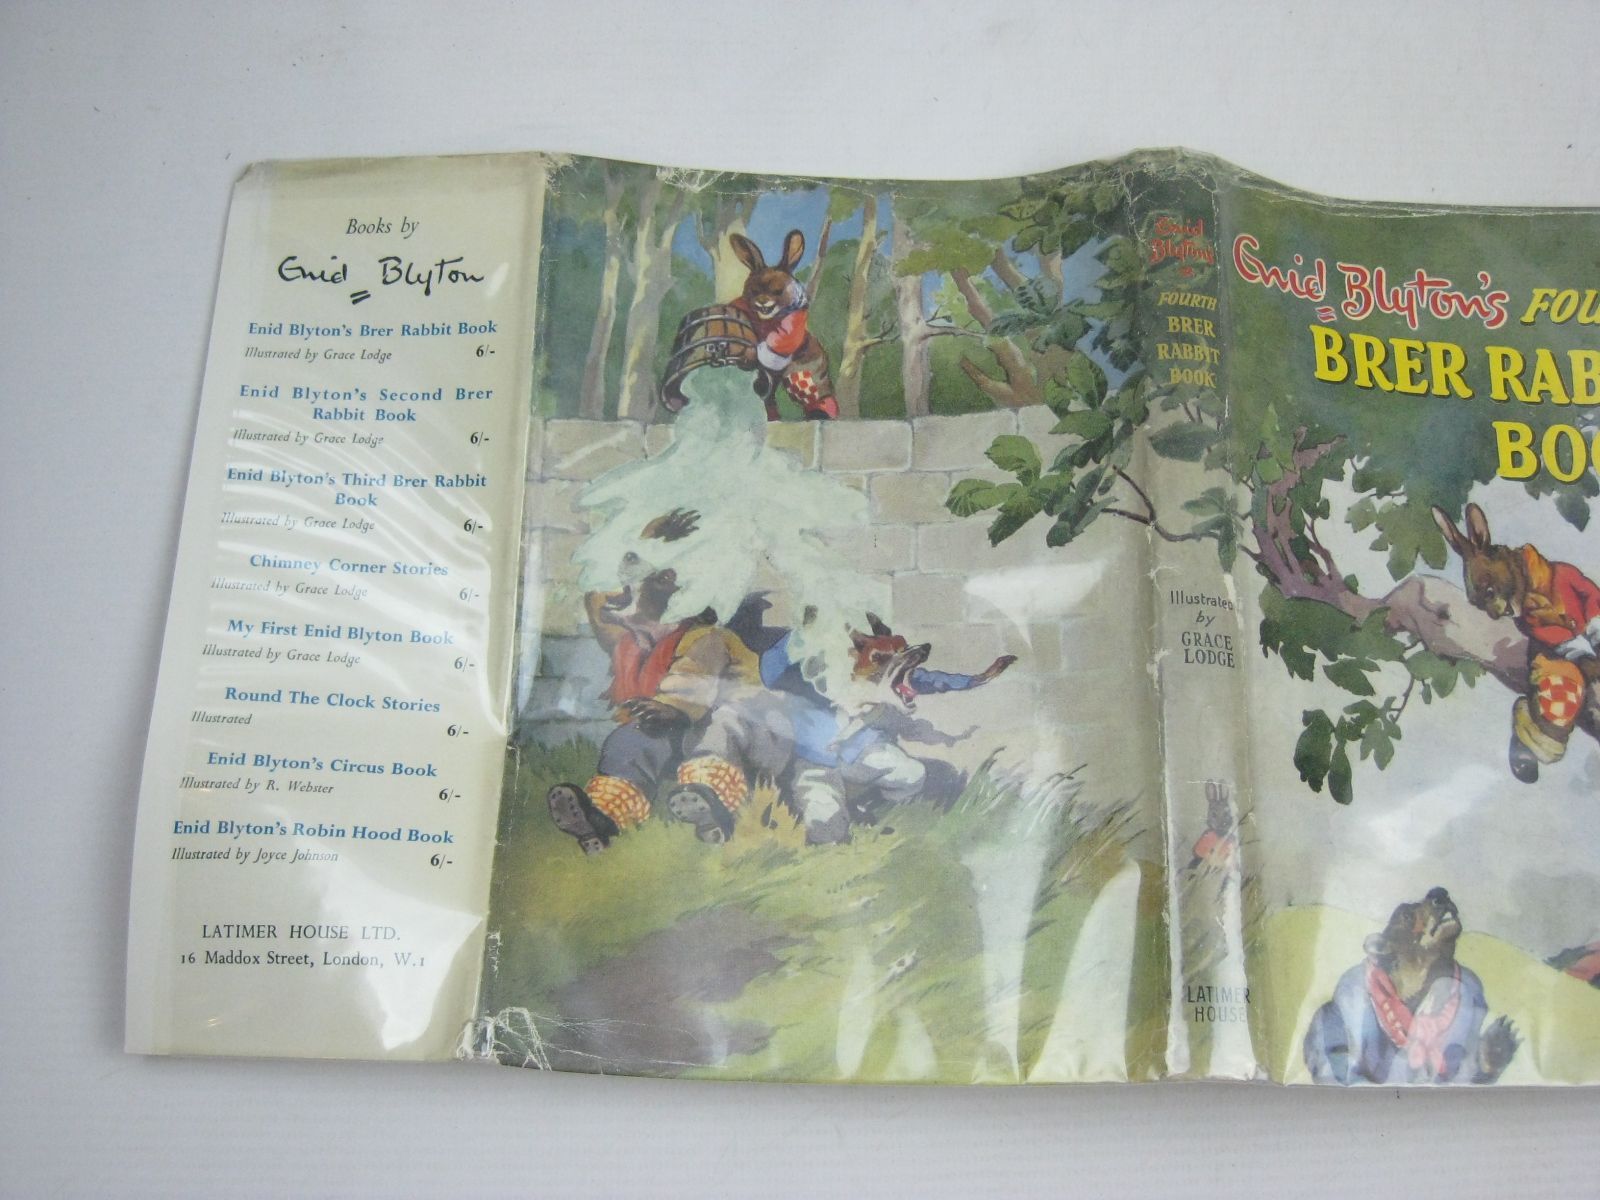 Books by
Enid Blyton
Enid Blyton's Brer Rabbit Book
Illustrated by Grace Lodge 6/-
Enid Blyton's Second Brer
Rabbit Book
Illustrated by Grace Lodge 6/-
Enid Blyton's Third Brer Rabbit
Book
Illustrated by Grace Lodge 6/-
Chimney Corner Stories
Illustrated by Grace Lodge 6/-
My First Enid Blyton Book
Illustrated by Grace Lodge 6/-
Round The Clock Stories
Illustrated 6/-
Enid Blyton's Circus Book
Illustrated by R. Webster 6/-
Enid Blyton's Robin Hood Book
Illustrated by Joyce Johnson 6/-
LATIMER HOUSE LTD.
16 Maddox Street, London, W.1
Enid
Blyton's
FOURTH
BRER
RABBIT
BOOK
Illustrated
by
GRACE
LODGE
LATIMER
HOUSE
Enid Blyton's FOU
BRER RAB
BOO